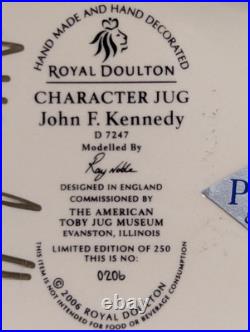 HAND MADE AND HAND DECORATED
ROYAL DOULTON
CHARACTER JUG
John F. Kennedy
D 7247
Modelled By
Ray Noble
DESIGNED IN ENGLAND
COMMISSIONED BY
THE AMERICAN
TOBY JUG MUSEUM
EVANSTON, ILLINOIS
LIMITED EDITION OF 250
THIS IS NO:
0206
THIS ITEM IS NOT INTENDED FOR FOOD OR BEVERAGE CONSUMPTION
© 2006 ROYAL DOULTON
P